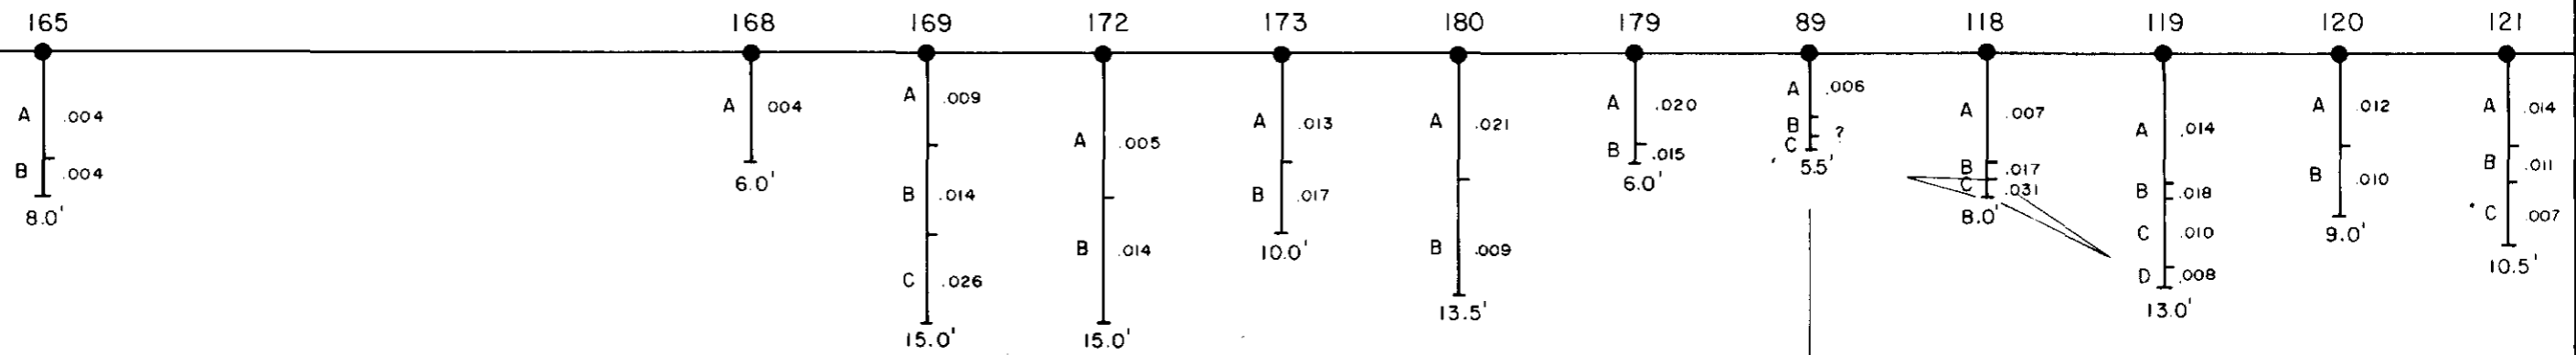 165 168 169 172 173 180 179 89 118 119 120 121
A .004
B .004
8.0'
A 004
6.0'
A .009
B .014
C .026
15.0'
A .005
B .014
15.0'
A .013
B .017
10.0'
A .021
B .009
13.5'
A .020
B .015
6.0'
A .006
B ?
C
5.5'
A .007
B .017
C .031
8.0'
A .014
B .018
C .010
D .008
13.0'
A .012
B .010
9.0'
A .014
B .011
C .007
10.5'